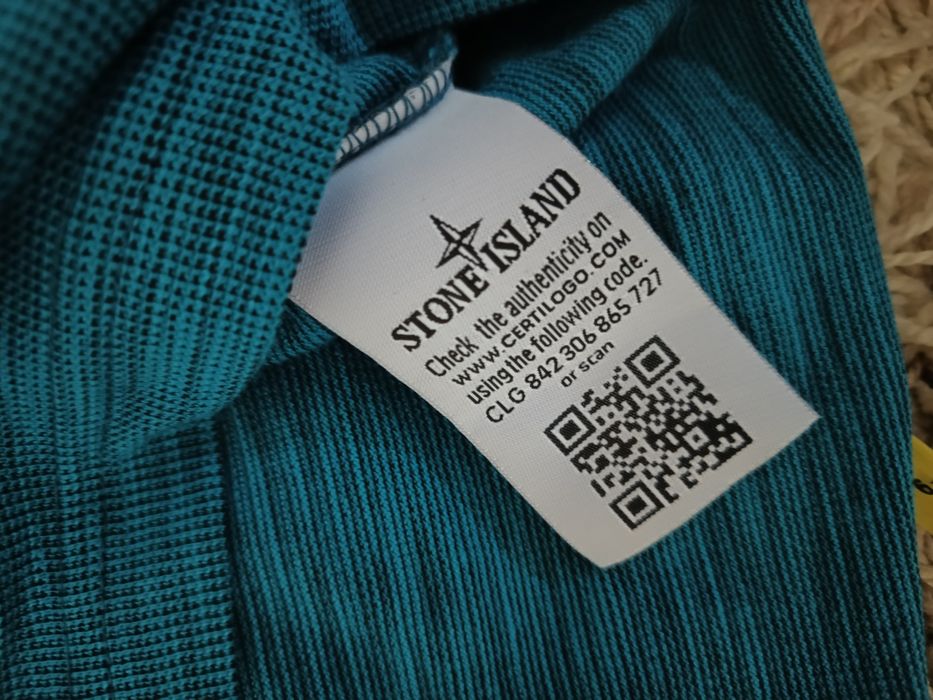 STONE ISLAND
Check the authenticity on
WWW.CERTILOGO.COM
using the following code.
CLG 842 306 865 727
or scan
6